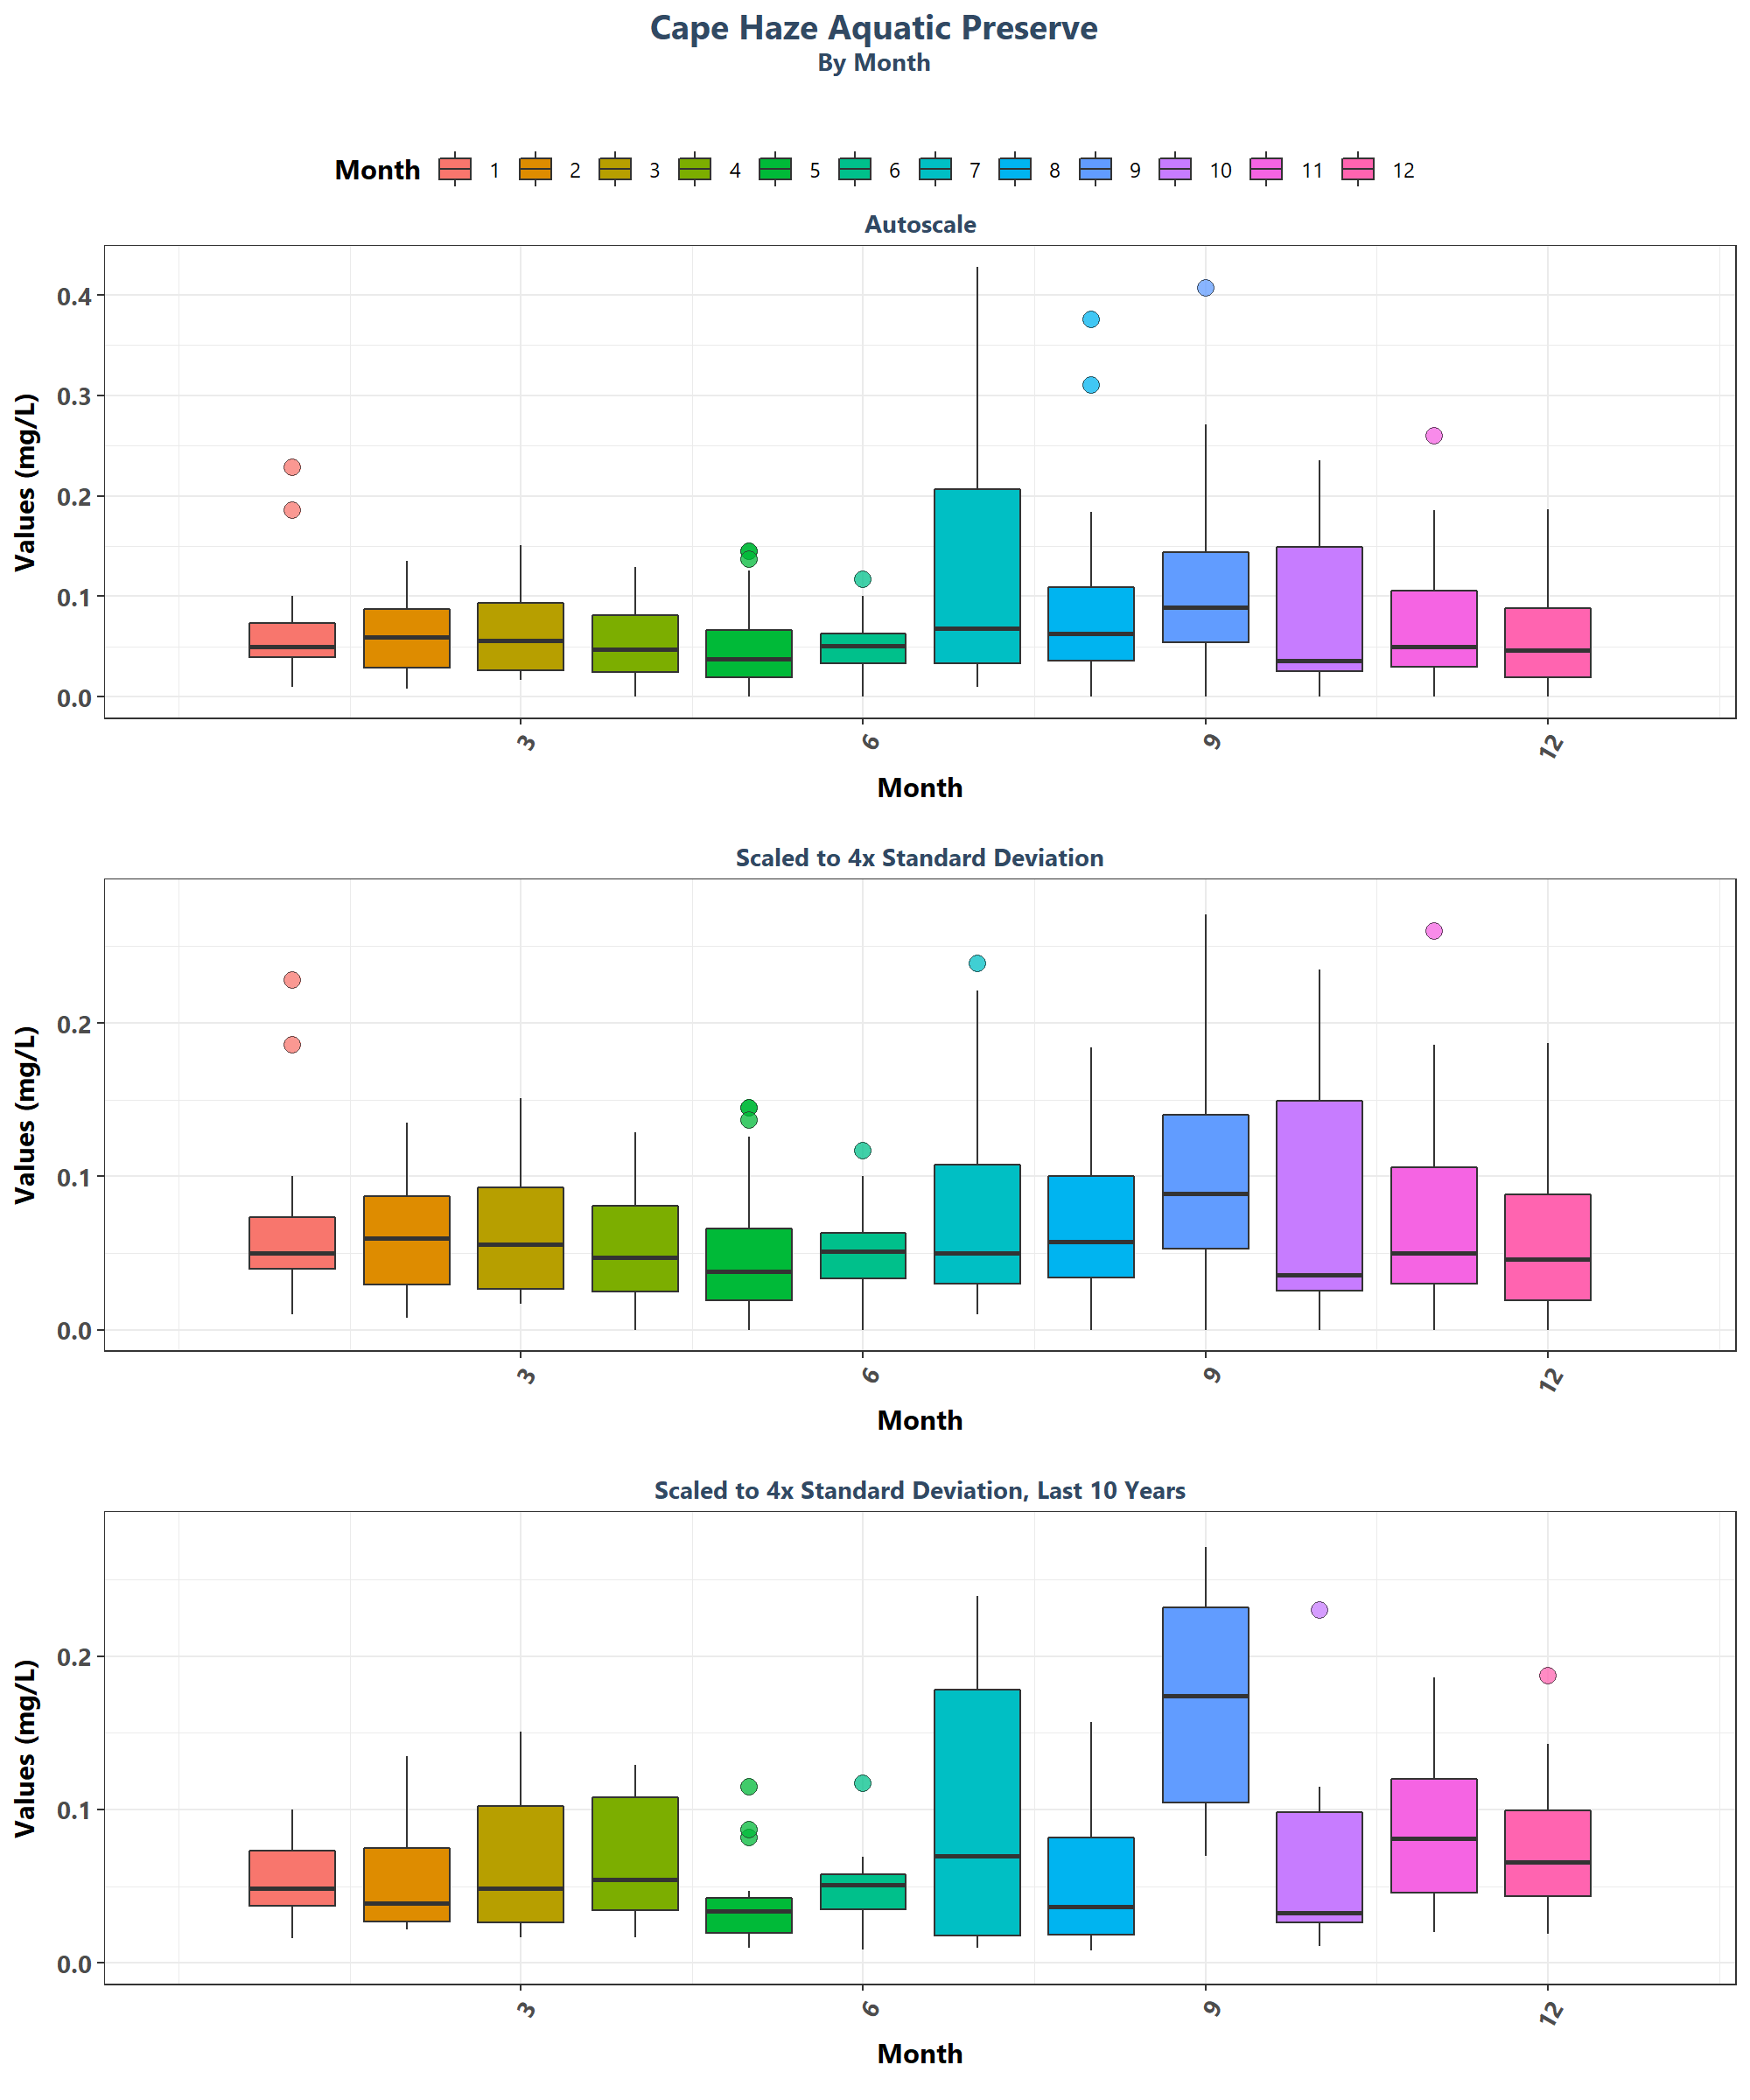 Cape Haze Aquatic Preserve
By Month
Month 1 2 3 4 5 6 7 8 9 10 11 12
Autoscale
Values (mg/L)
0.4
0.3
0.2
0.1
0.0
3 6 9 12
Month
Scaled to 4x Standard Deviation
Values (mg/L)
0.2
0.1
0.0
3 6 9 12
Month
Scaled to 4x Standard Deviation, Last 10 Years
Values (mg/L)
0.2
0.1
0.0
3 6 9 12
Month